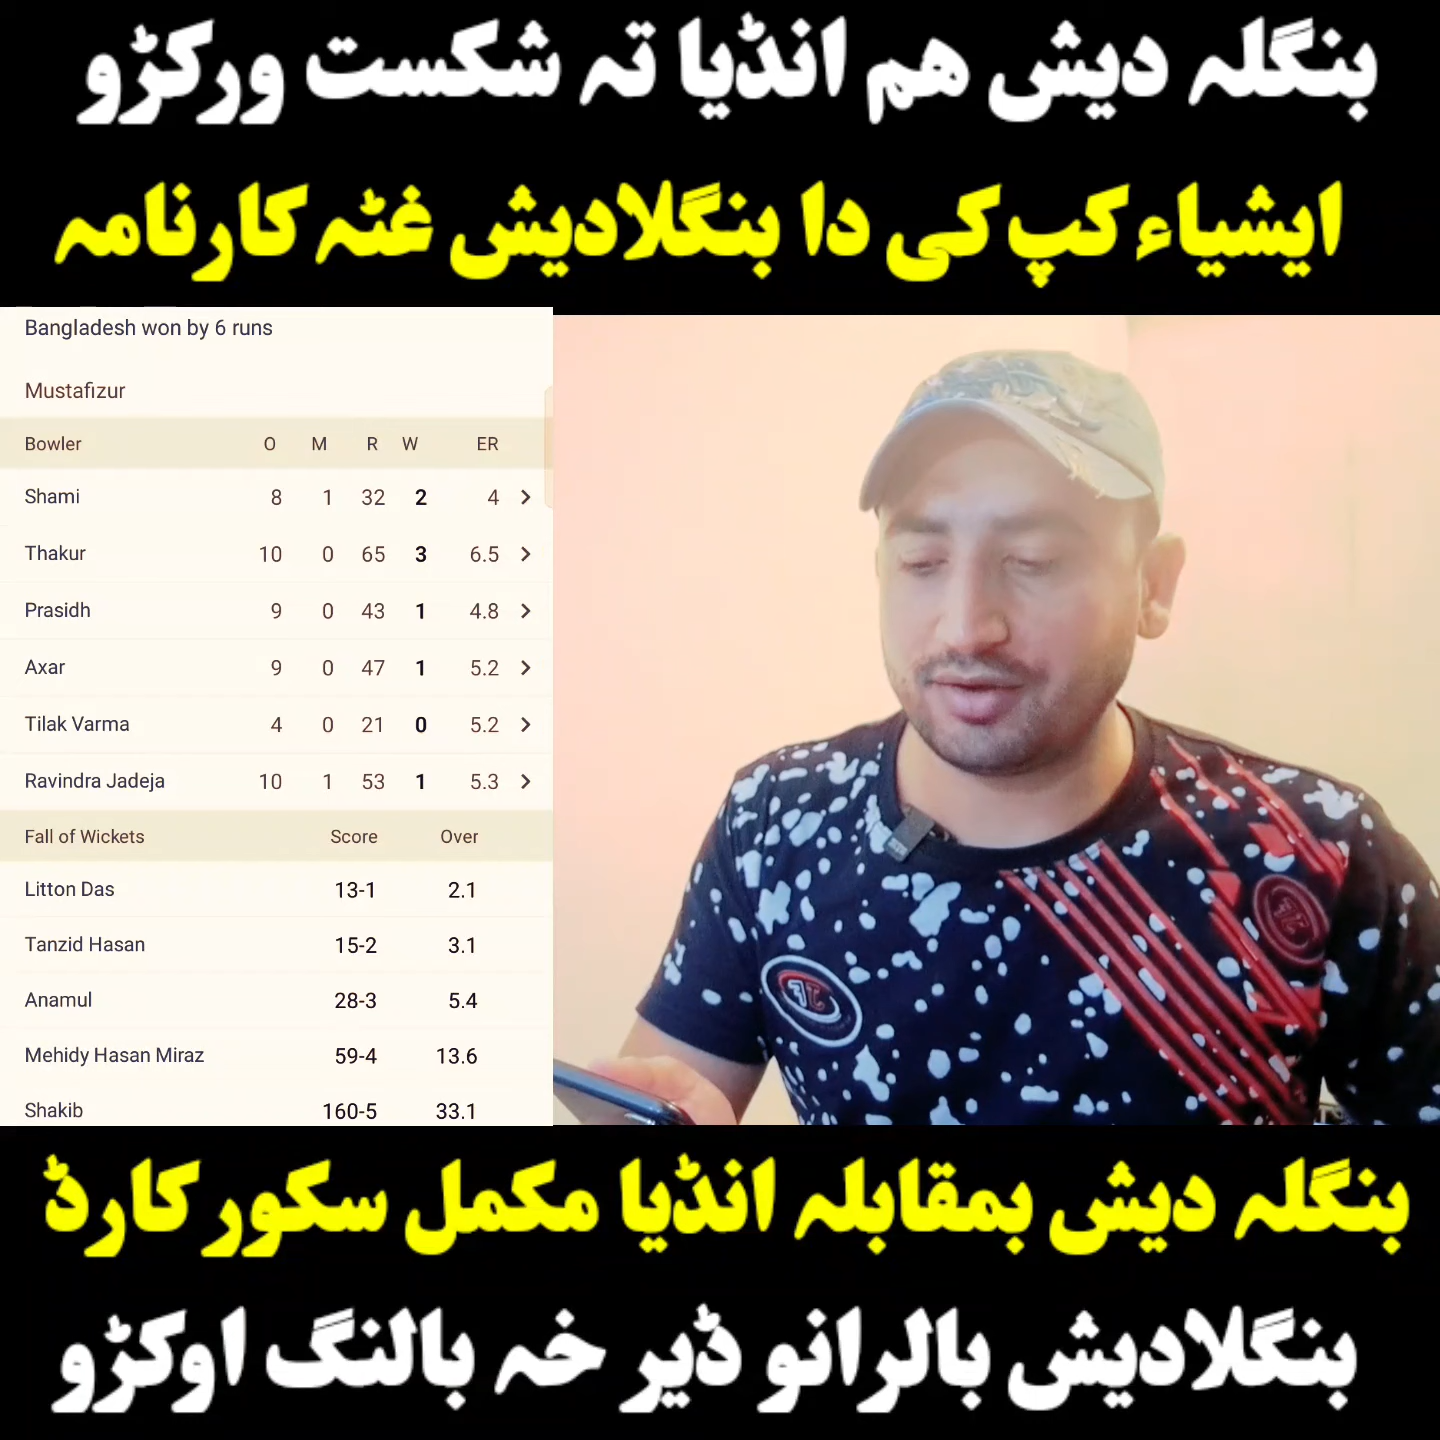 بنگلہ دیش ھم انڈیا تہ شکست ورکڑو
ایشیاء کپ کی دا بنگلادیش غٹہ کارنامہ
Bangladesh won by 6 runs
Mustafizur
Bowler O M R W ER
Shami 8 1 32 2 4
Thakur 10 0 65 3 6.5
Prasidh 9 0 43 1 4.8
Axar 9 0 47 1 5.2
Tilak Varma 4 0 21 0 5.2
Ravindra Jadeja 10 1 53 1 5.3
Fall of Wickets Score Over
Litton Das 13-1 2.1
Tanzid Hasan 15-2 3.1
Anamul 28-3 5.4
Mehidy Hasan Miraz 59-4 13.6
Shakib 160-5 33.1
بنگلہ دیش بمقابلہ انڈیا مکمل سکور کارڈ
بنگلادیش بالرانو ڈیر خہ بالنگ اوکڑو